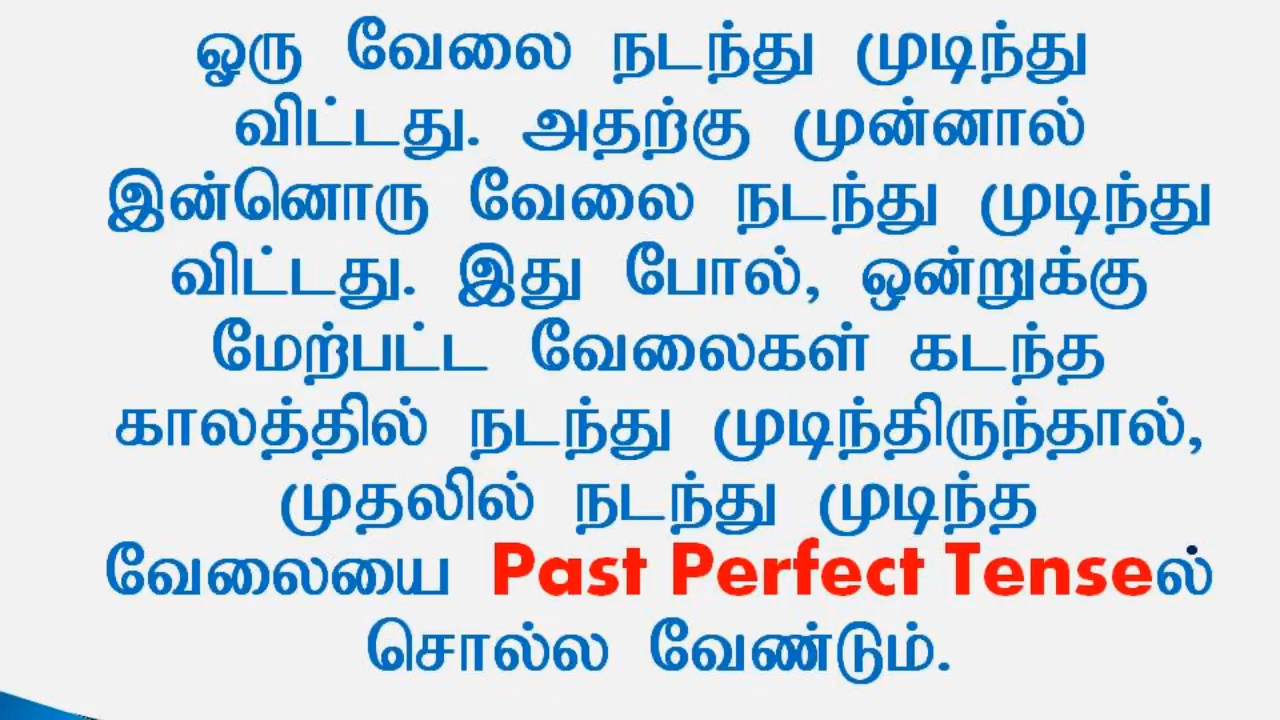 ஒரு வேலை நடந்து முடிந்து
விட்டது. அதற்கு முன்னால்
இன்னொரு வேலை நடந்து முடிந்து
விட்டது. இது போல், ஒன்றுக்கு
மேற்பட்ட வேலைகள் கடந்த
காலத்தில் நடந்து முடிந்திருந்தால்,
முதலில் நடந்து முடிந்த
வேலையை Past Perfect Tenseல்
சொல்ல வேண்டும்.